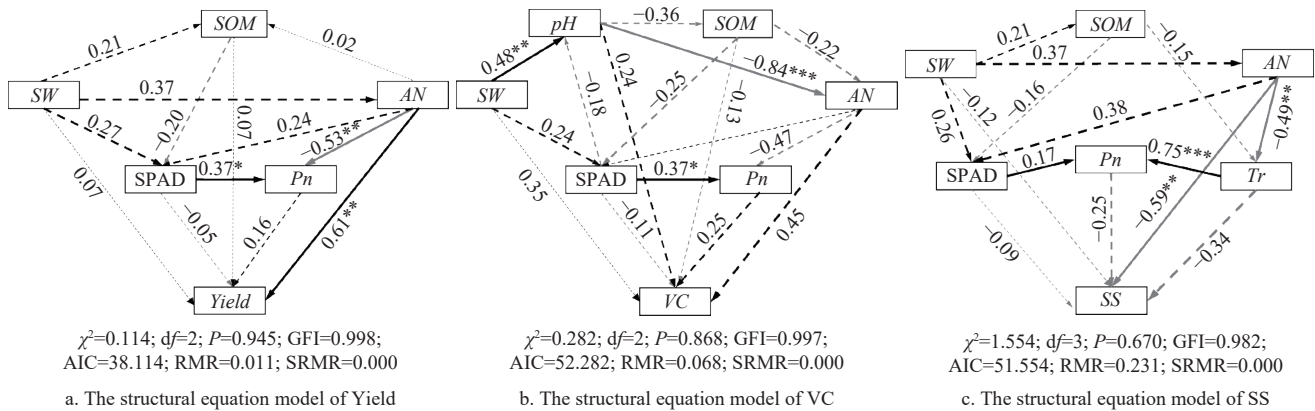 SOM
0.21
0.02
SW
0.37
AN
0.27
−0.20
0.07
0.24
−0.53**
SPAD
0.37*
Pn
0.07
−0.05
0.16
0.61**
Yield
χ²=0.114; df=2; P=0.945; GFI=0.998;
AIC=38.114; RMR=0.011; SRMR=0.000
a. The structural equation model of Yield
pH
−0.36
SOM
0.48**
0.24
−0.84***
−0.22
SW
AN
−0.18
−0.25
−0.13
0.24
−0.47
SPAD
0.37*
Pn
0.35
−0.11
0.25
0.45
VC
χ²=0.282; df=2; P=0.868; GFI=0.997;
AIC=52.282; RMR=0.068; SRMR=0.000
b. The structural equation model of VC
SOM
0.21
−0.15
SW
0.37
AN
−0.12
−0.16
0.26
0.38
−0.49**
SPAD
0.17
Pn
0.75***
Tr
−0.59**
−0.25
−0.09
−0.34
SS
χ²=1.554; df=3; P=0.670; GFI=0.982;
AIC=51.554; RMR=0.231; SRMR=0.000
c. The structural equation model of SS